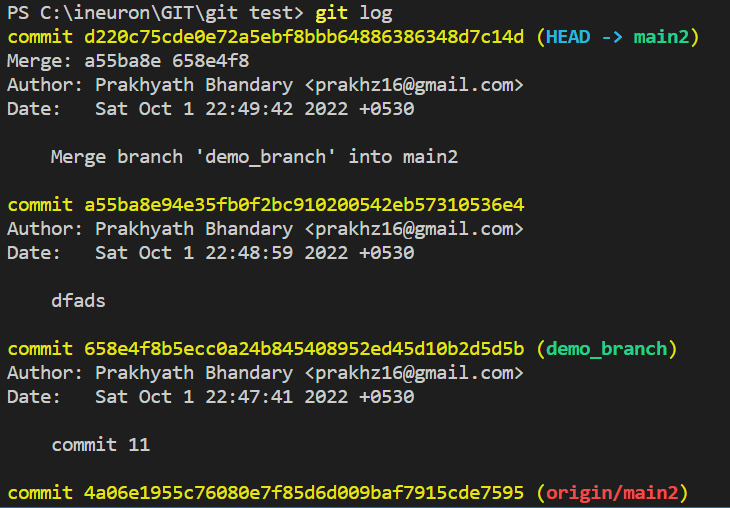 PS C:\ineuron\GIT\git test> git log
commit d220c75cde0e72a5ebf8bbb64886386348d7c14d (HEAD -> main2)
Merge: a55ba8e 658e4f8
Author: Prakhyath Bhandary <prakhz16@gmail.com>
Date:   Sat Oct 1 22:49:42 2022 +0530
    Merge branch 'demo_branch' into main2
commit a55ba8e94e35fb0f2bc910200542eb57310536e4
Author: Prakhyath Bhandary <prakhz16@gmail.com>
Date:   Sat Oct 1 22:48:59 2022 +0530
    dfads
commit 658e4f8b5ecc0a24b845408952ed45d10b2d5d5b (demo_branch)
Author: Prakhyath Bhandary <prakhz16@gmail.com>
Date:   Sat Oct 1 22:47:41 2022 +0530
    commit 11
commit 4a06e1955c76080e7f85d6d009baf7915cde7595 (origin/main2)